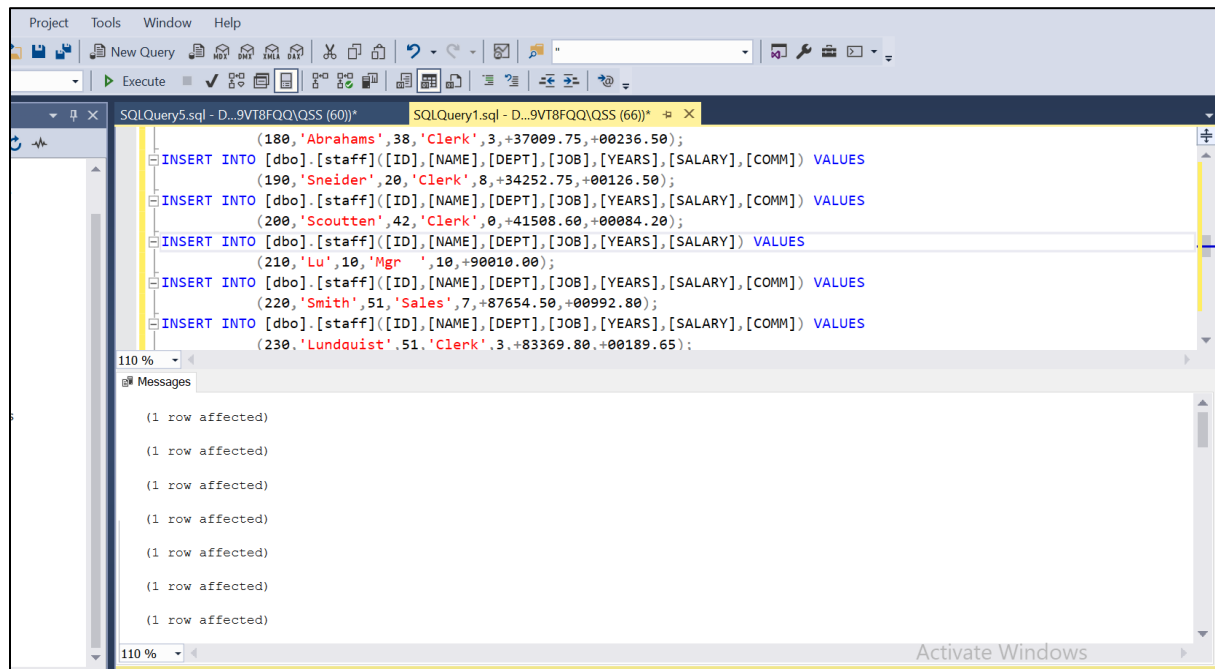 Project Tools Window Help
New Query MDX DMX XMLA DAX "
Execute
SQLQuery5.sql - D...9VT8FQQ\QSS (60))* SQLQuery1.sql - D...9VT8FQQ\QSS (66))*
(180,'Abrahams',38,'Clerk',3,+37009.75,+00236.50);
INSERT INTO [dbo].[staff]([ID],[NAME],[DEPT],[JOB],[YEARS],[SALARY],[COMM]) VALUES
(190,'Sneider',20,'Clerk',8,+34252.75,+00126.50);
INSERT INTO [dbo].[staff]([ID],[NAME],[DEPT],[JOB],[YEARS],[SALARY],[COMM]) VALUES
(200,'Scoutten',42,'Clerk',0,+41508.60,+00084.20);
INSERT INTO [dbo].[staff]([ID],[NAME],[DEPT],[JOB],[YEARS],[SALARY]) VALUES
(210,'Lu',10,'Mgr  ',10,+90010.00);
INSERT INTO [dbo].[staff]([ID],[NAME],[DEPT],[JOB],[YEARS],[SALARY],[COMM]) VALUES
(220,'Smith',51,'Sales',7,+87654.50,+00992.80);
INSERT INTO [dbo].[staff]([ID],[NAME],[DEPT],[JOB],[YEARS],[SALARY],[COMM]) VALUES
(230,'Lundquist',51,'Clerk',3,+83369.80,+00189.65);
110 %
Messages
(1 row affected)
(1 row affected)
(1 row affected)
(1 row affected)
(1 row affected)
(1 row affected)
(1 row affected)
110 %
Activate Windows